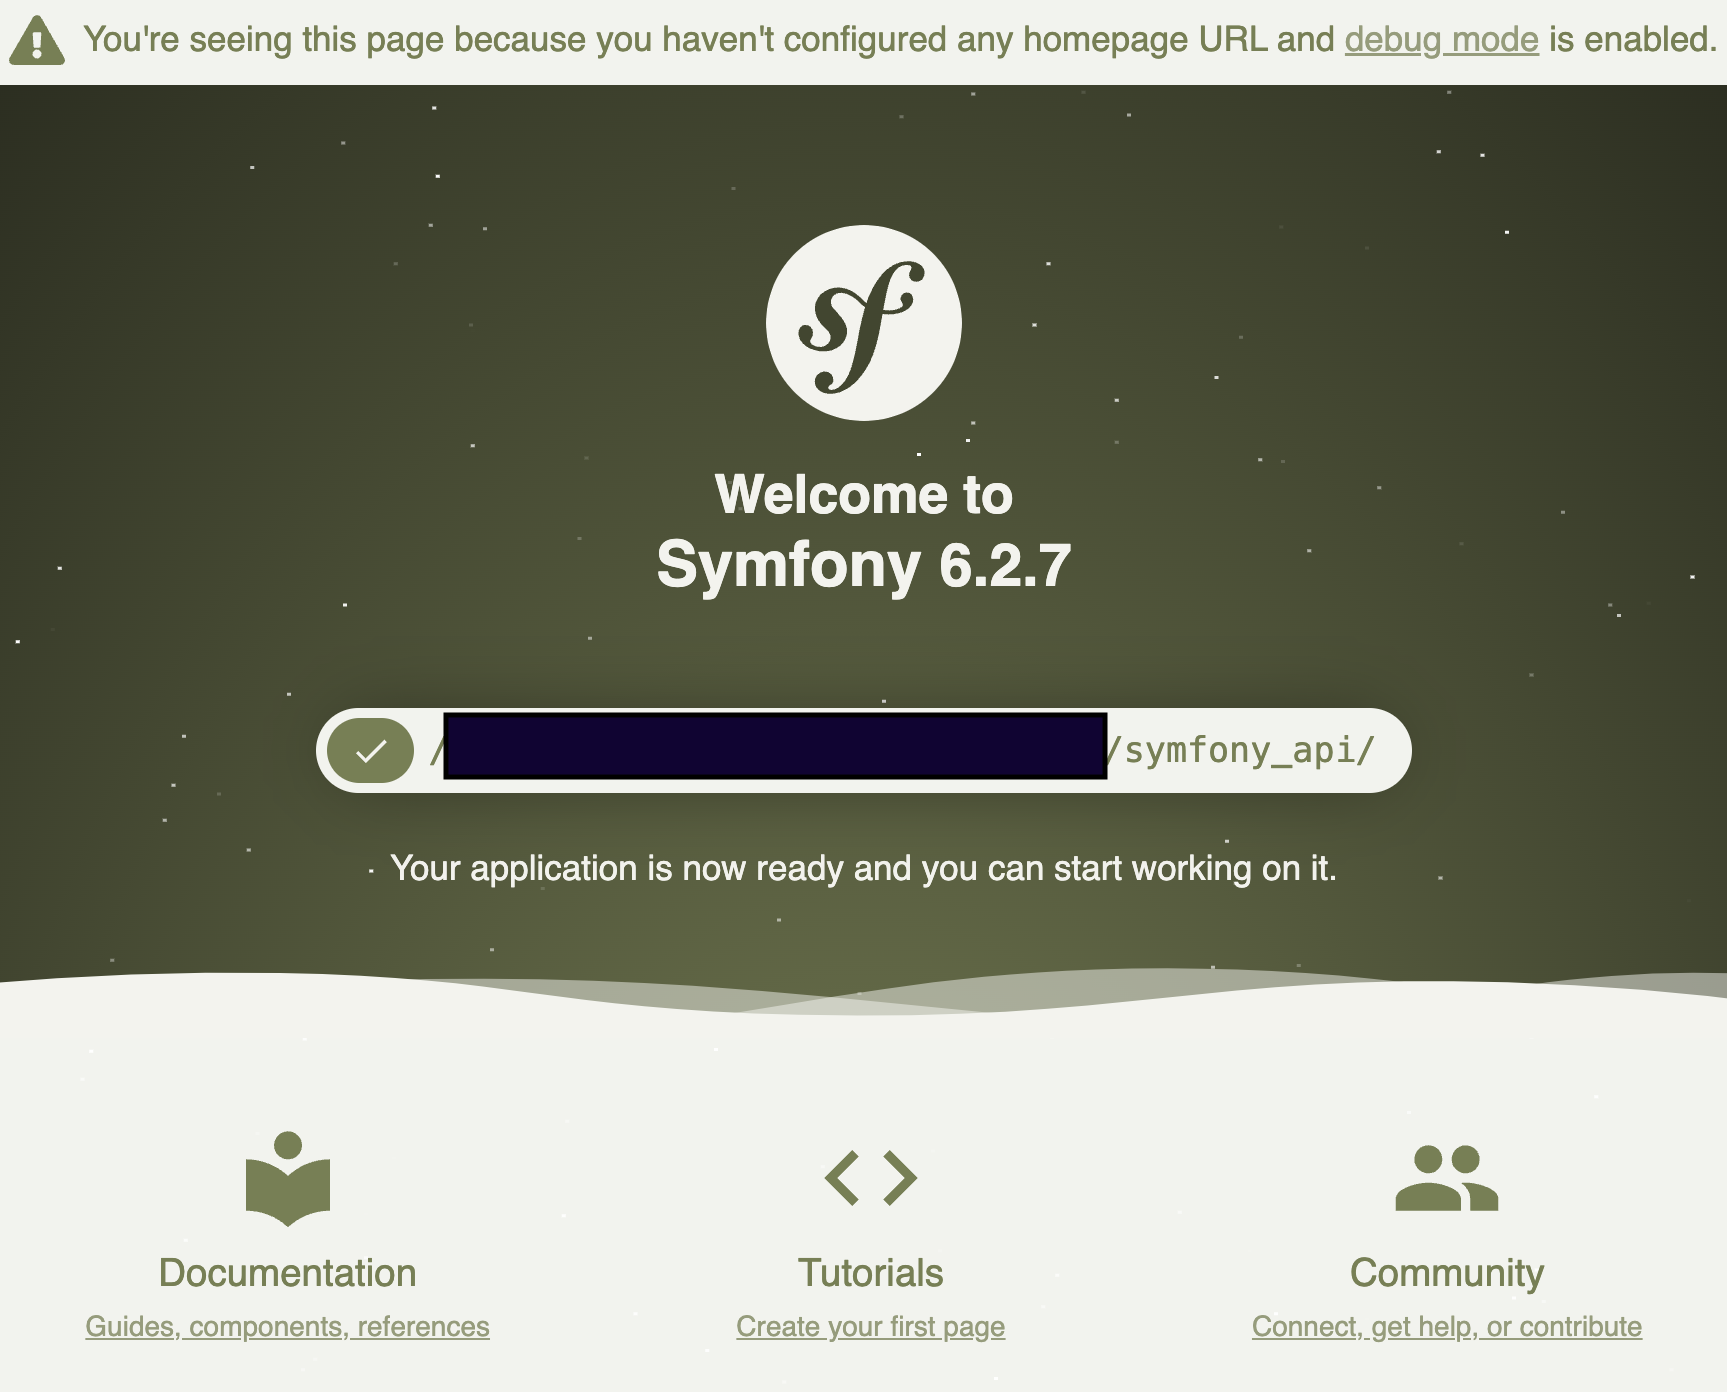 You're seeing this page because you haven't configured any homepage URL and debug mode is enabled.
sf
Welcome to
Symfony 6.2.7
/ /symfony_api/
Your application is now ready and you can start working on it.
Documentation
Guides, components, references
Tutorials
Create your first page
Community
Connect, get help, or contribute